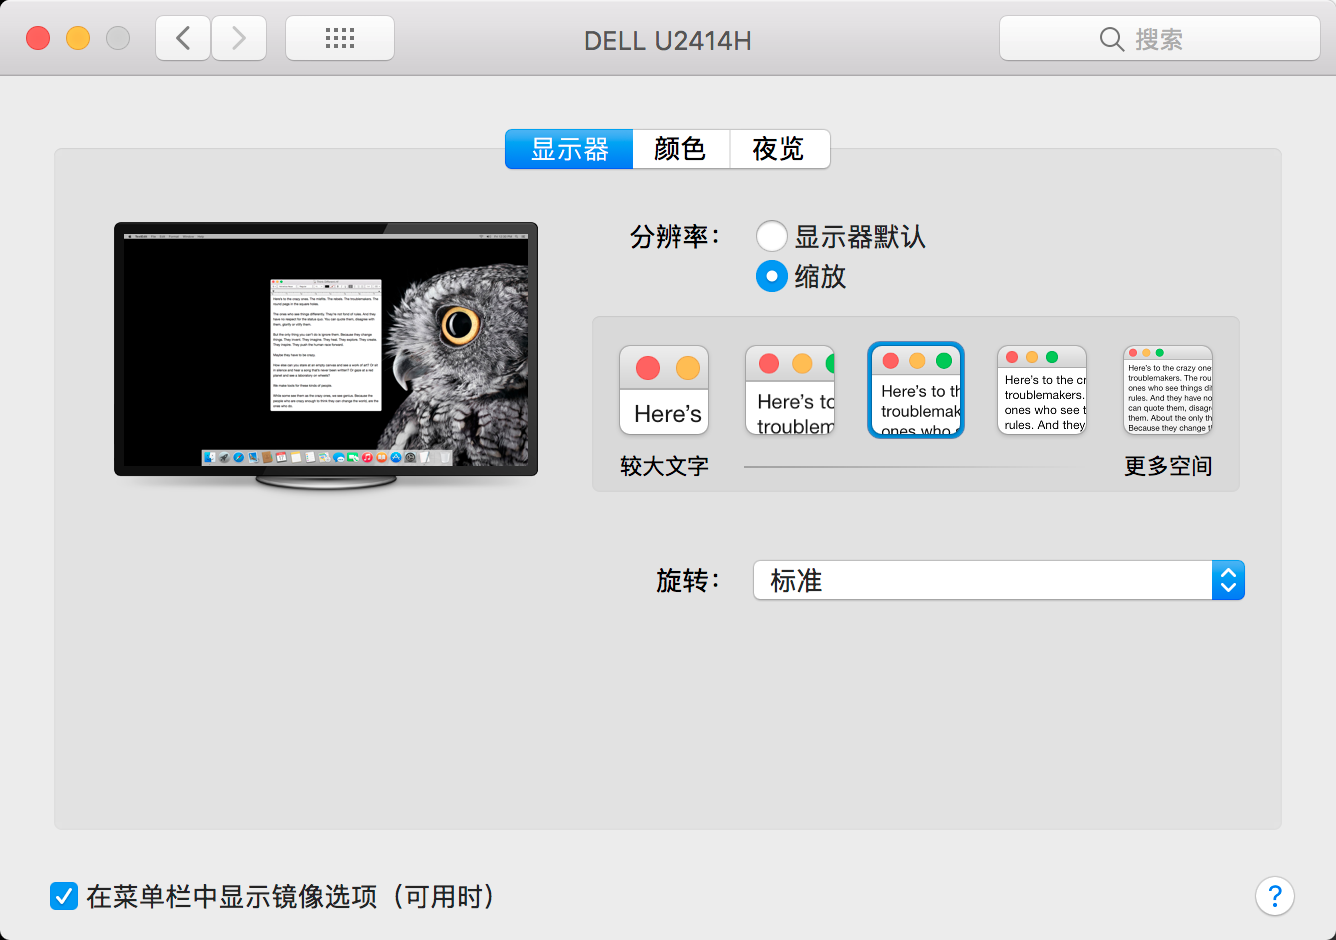 DELL U2414H
搜索
显示器 颜色 夜览
分辨率：
显示器默认
缩放
Here's
Here's to
troublem
Here's to th
troublemak
ones who
Here's to the cr
troublemakers.
ones who see t
rules. And they
Here's to the crazy one
troublemakers. The rou
ones who see things di
rules. And they have no
can quote them, disagr
them. About the only th
Because they change t
较大文字
更多空间
旋转：
标准
在菜单栏中显示镜像选项（可用时）
?